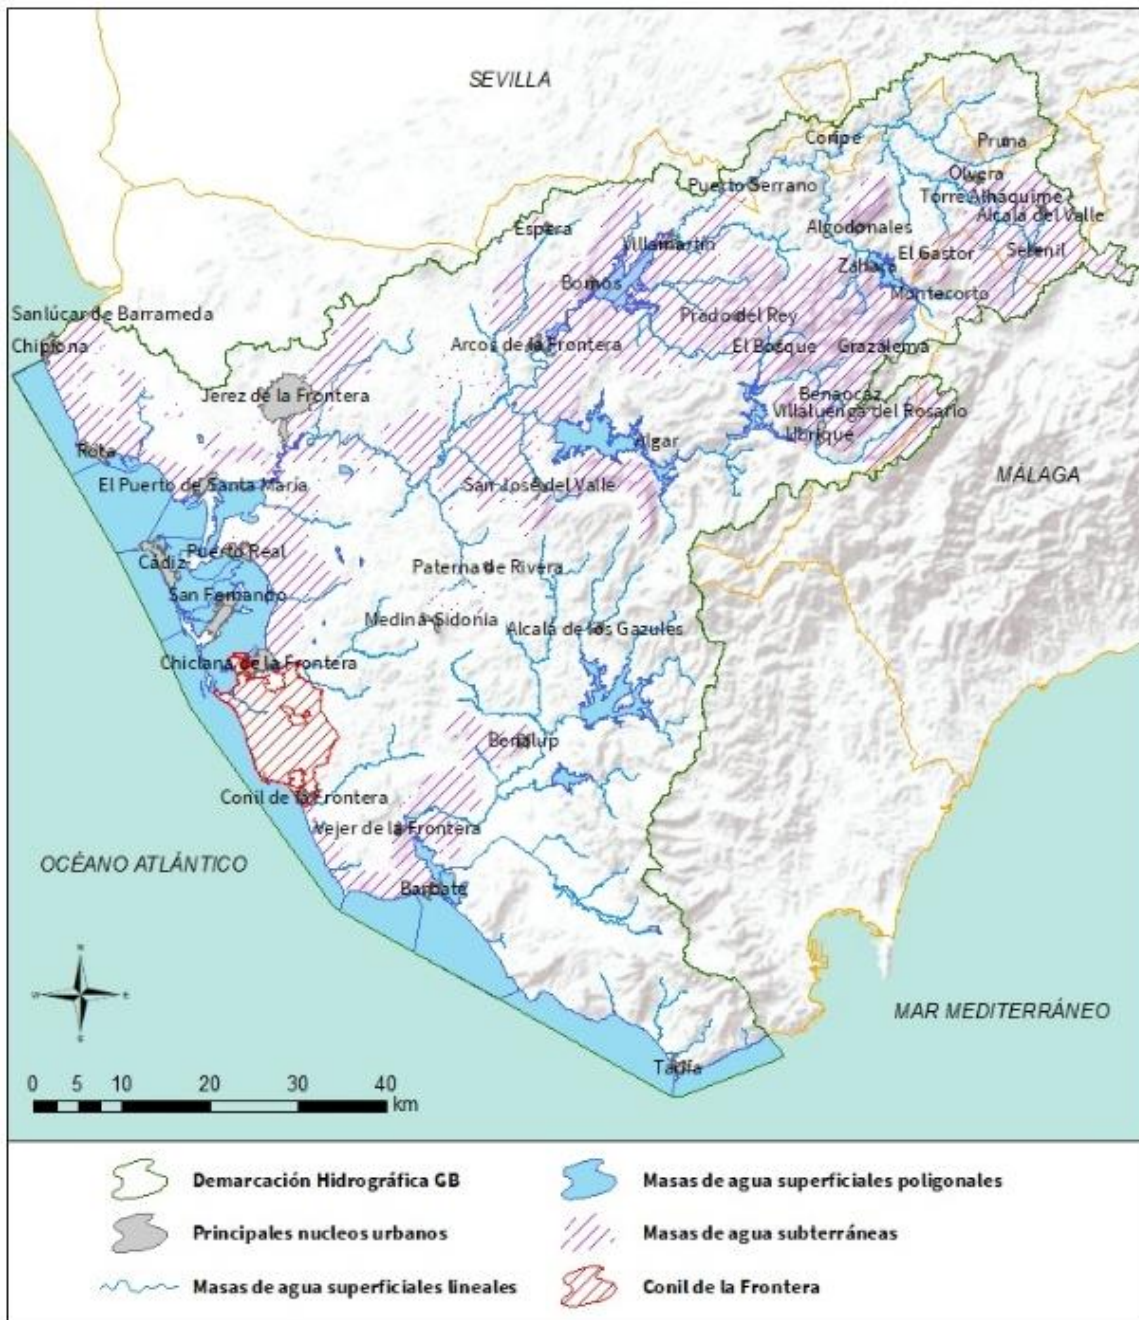 SEVILLA
Coripe
Pruna
Olvera
Puerto Serrano
Torre Alhaquime
Alcalá del Valle
Espera
Villamartín
Algodonales
El Gastor
Setenil
Zahara
Bornos
Montecorto
Sanlúcar de Barrameda
Prado del Rey
Chipiona
Arcos de la Frontera
El Bosque
Grazalema
Jerez de la Frontera
Benaocaz
Villaluenga del Rosario
Rota
Algar
Ubrique
El Puerto de Santa María
San José del Valle
MÁLAGA
Cádiz
Puerto Real
Paterna de Rivera
San Fernando
Medina-Sidonia
Alcalá de los Gazules
Chiclana de la Frontera
Benalup
Conil de la Frontera
Vejer de la Frontera
OCÉANO ATLÁNTICO
Barbate
N
W E
S
MAR MEDITERRÁNEO
Tarifa
0 5 10 20 30 40
km
Demarcación Hidrográfica GB
Masas de agua superficiales poligonales
Principales nucleos urbanos
Masas de agua subterráneas
Masas de agua superficiales lineales
Conil de la Frontera